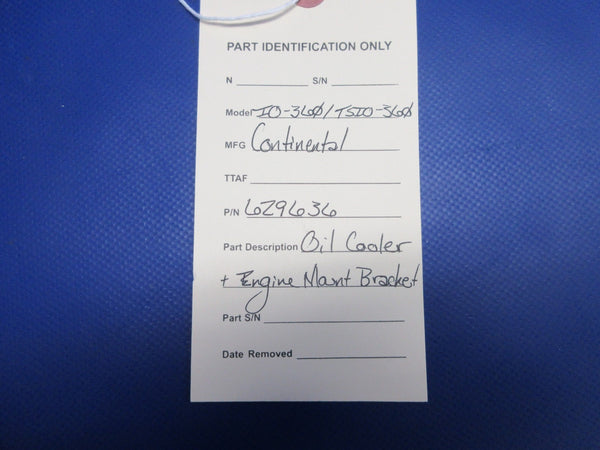 PART IDENTIFICATION ONLY
N S/N
Model IO-360/TSIO-360
MFG Continental
TTAF
P/N 629636
Part Description Oil Cooler
+ Engine Mount Bracket
Part S/N
Date Removed